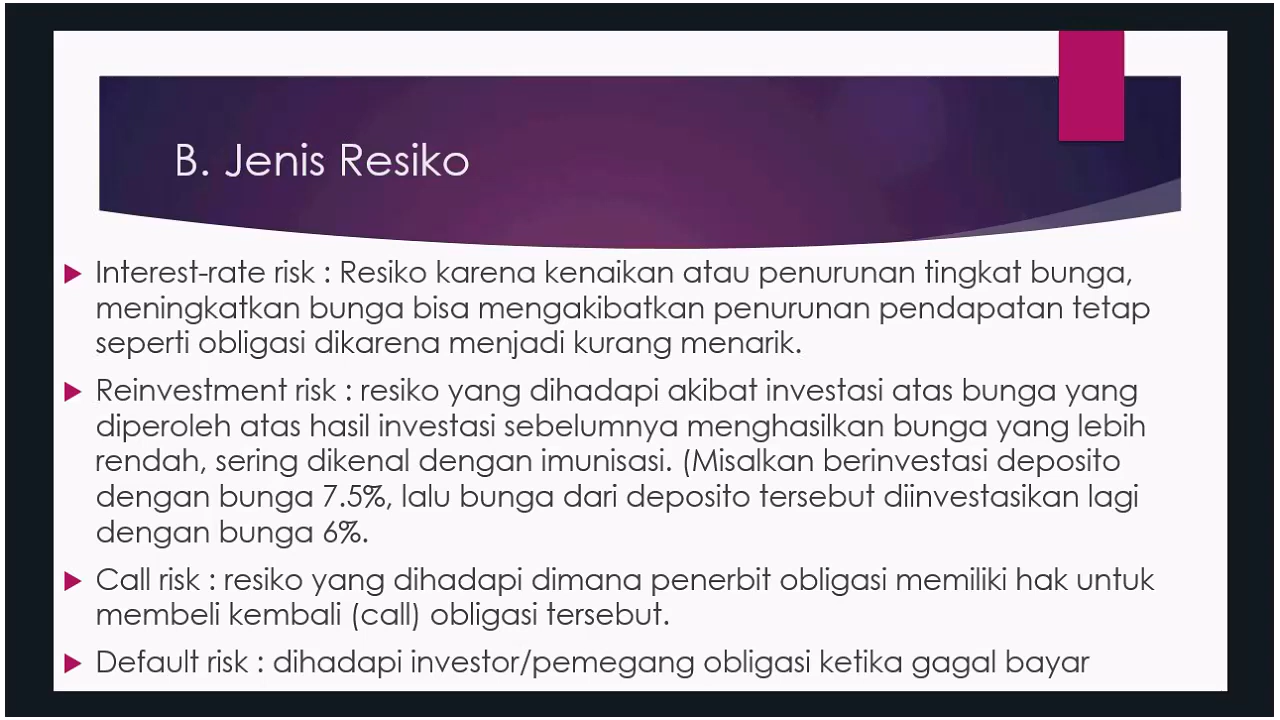 B. Jenis Resiko
Interest-rate risk : Resiko karena kenaikan atau penurunan tingkat bunga,
meningkatkan bunga bisa mengakibatkan penurunan pendapatan tetap
seperti obligasi dikarena menjadi kurang menarik.
Reinvestment risk : resiko yang dihadapi akibat investasi atas bunga yang
diperoleh atas hasil investasi sebelumnya menghasilkan bunga yang lebih
rendah, sering dikenal dengan imunisasi. (Misalkan berinvestasi deposito
dengan bunga 7.5%, lalu bunga dari deposito tersebut diinvestasikan lagi
dengan bunga 6%.
Call risk : resiko yang dihadapi dimana penerbit obligasi memiliki hak untuk
membeli kembali (call) obligasi tersebut.
Default risk : dihadapi investor/pemegang obligasi ketika gagal bayar